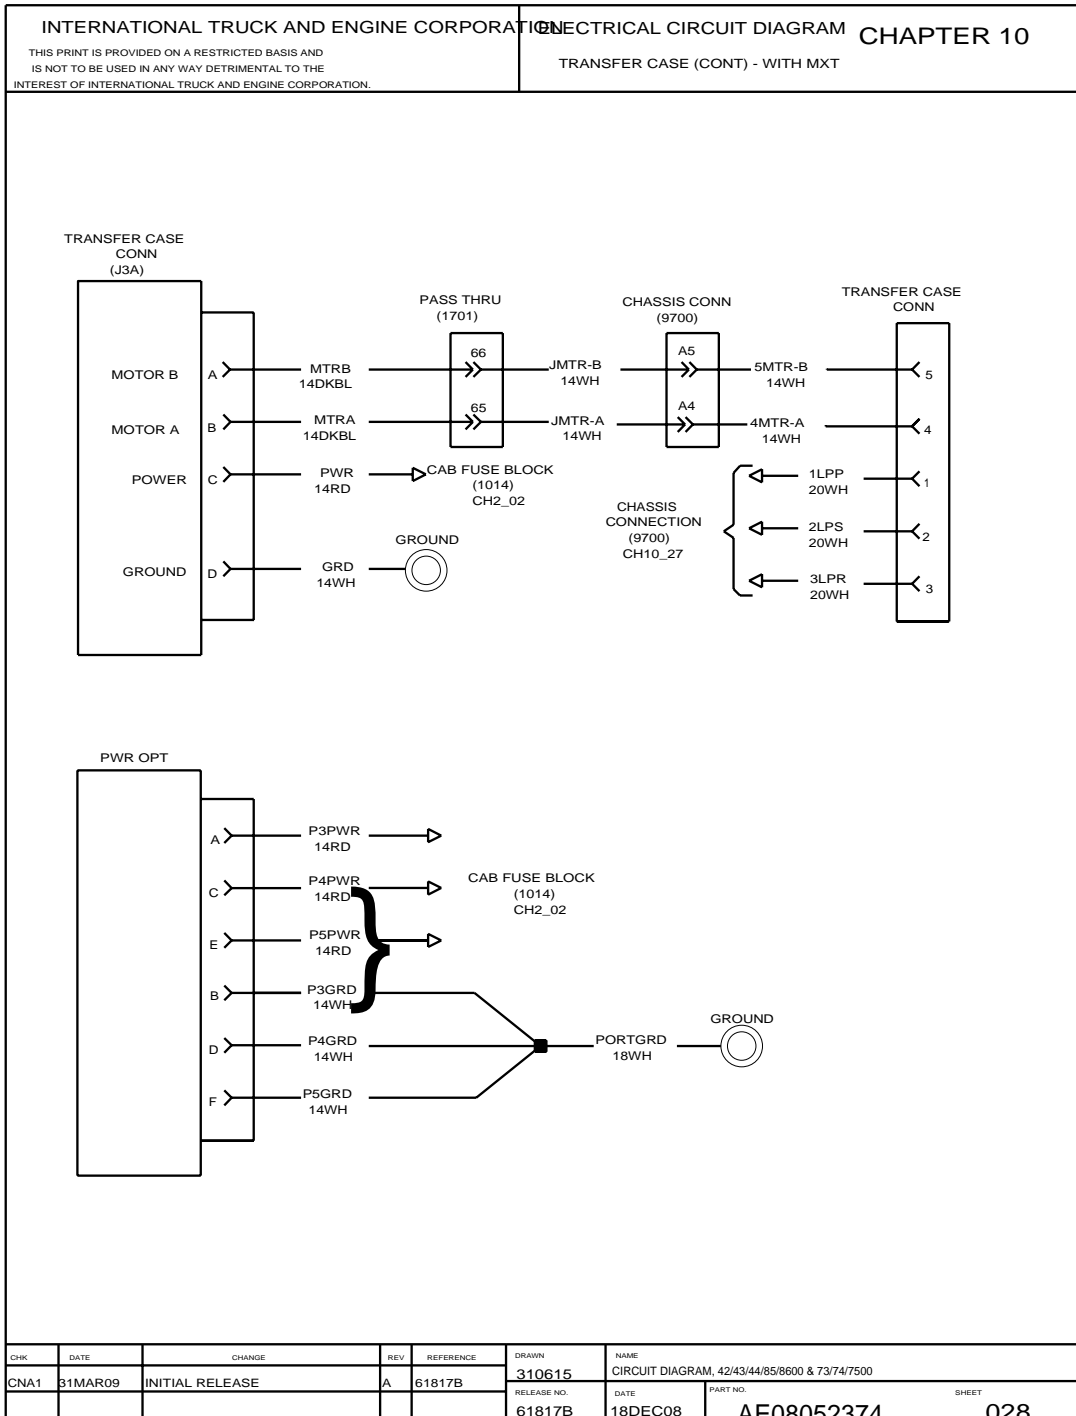 INTERNATIONAL TRUCK AND ENGINE CORPORATION
THIS PRINT IS PROVIDED ON A RESTRICTED BASIS AND
IS NOT TO BE USED IN ANY WAY DETRIMENTAL TO THE
INTEREST OF INTERNATIONAL TRUCK AND ENGINE CORPORATION.
ELECTRICAL CIRCUIT DIAGRAM
TRANSFER CASE (CONT) - WITH MXT
CHAPTER 10
TRANSFER CASE
CONN
(J3A)
MOTOR B
A
MTRB
14DKBL
MOTOR A
B
MTRA
14DKBL
POWER
C
PWR
14RD
GROUND
D
GRD
14WH
PASS THRU
(1701)
66
65
CAB FUSE BLOCK
(1014)
CH2_02
GROUND
JMTR-B
14WH
JMTR-A
14WH
CHASSIS CONN
(9700)
A5
A4
5MTR-B
14WH
4MTR-A
14WH
CHASSIS
CONNECTION
(9700)
CH10_27
1LPP
20WH
2LPS
20WH
3LPR
20WH
TRANSFER CASE
CONN
5
4
1
2
3
PWR OPT
A
P3PWR
14RD
C
P4PWR
14RD
E
P5PWR
14RD
B
P3GRD
14WH
D
P4GRD
14WH
F
P5GRD
14WH
CAB FUSE BLOCK
(1014)
CH2_02
PORTGRD
18WH
GROUND
CHK DATE CHANGE REV REFERENCE
CNA1 31MAR09 INITIAL RELEASE A 61817B
DRAWN
310615
NAME
CIRCUIT DIAGRAM, 42/43/44/85/8600 & 73/74/7500
RELEASE NO.
61817B
DATE
18DEC08
PART NO.
AE08052374
SHEET
028